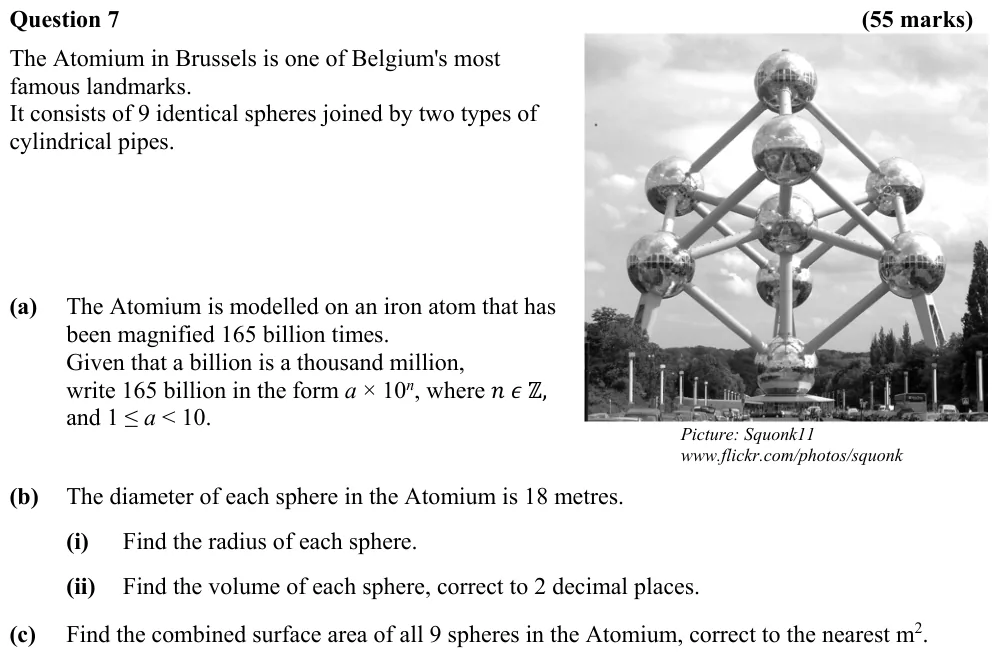 Question 7 (55 marks)
The Atomium in Brussels is one of Belgium's most
famous landmarks.
It consists of 9 identical spheres joined by two types of
cylindrical pipes.
(a) The Atomium is modelled on an iron atom that has
been magnified 165 billion times.
Given that a billion is a thousand million,
write 165 billion in the form a × 10ⁿ, where n ϵ ℤ,
and 1 ≤ a < 10.
Picture: Squonk11
www.flickr.com/photos/squonk
(b) The diameter of each sphere in the Atomium is 18 metres.
(i) Find the radius of each sphere.
(ii) Find the volume of each sphere, correct to 2 decimal places.
(c) Find the combined surface area of all 9 spheres in the Atomium, correct to the nearest m².